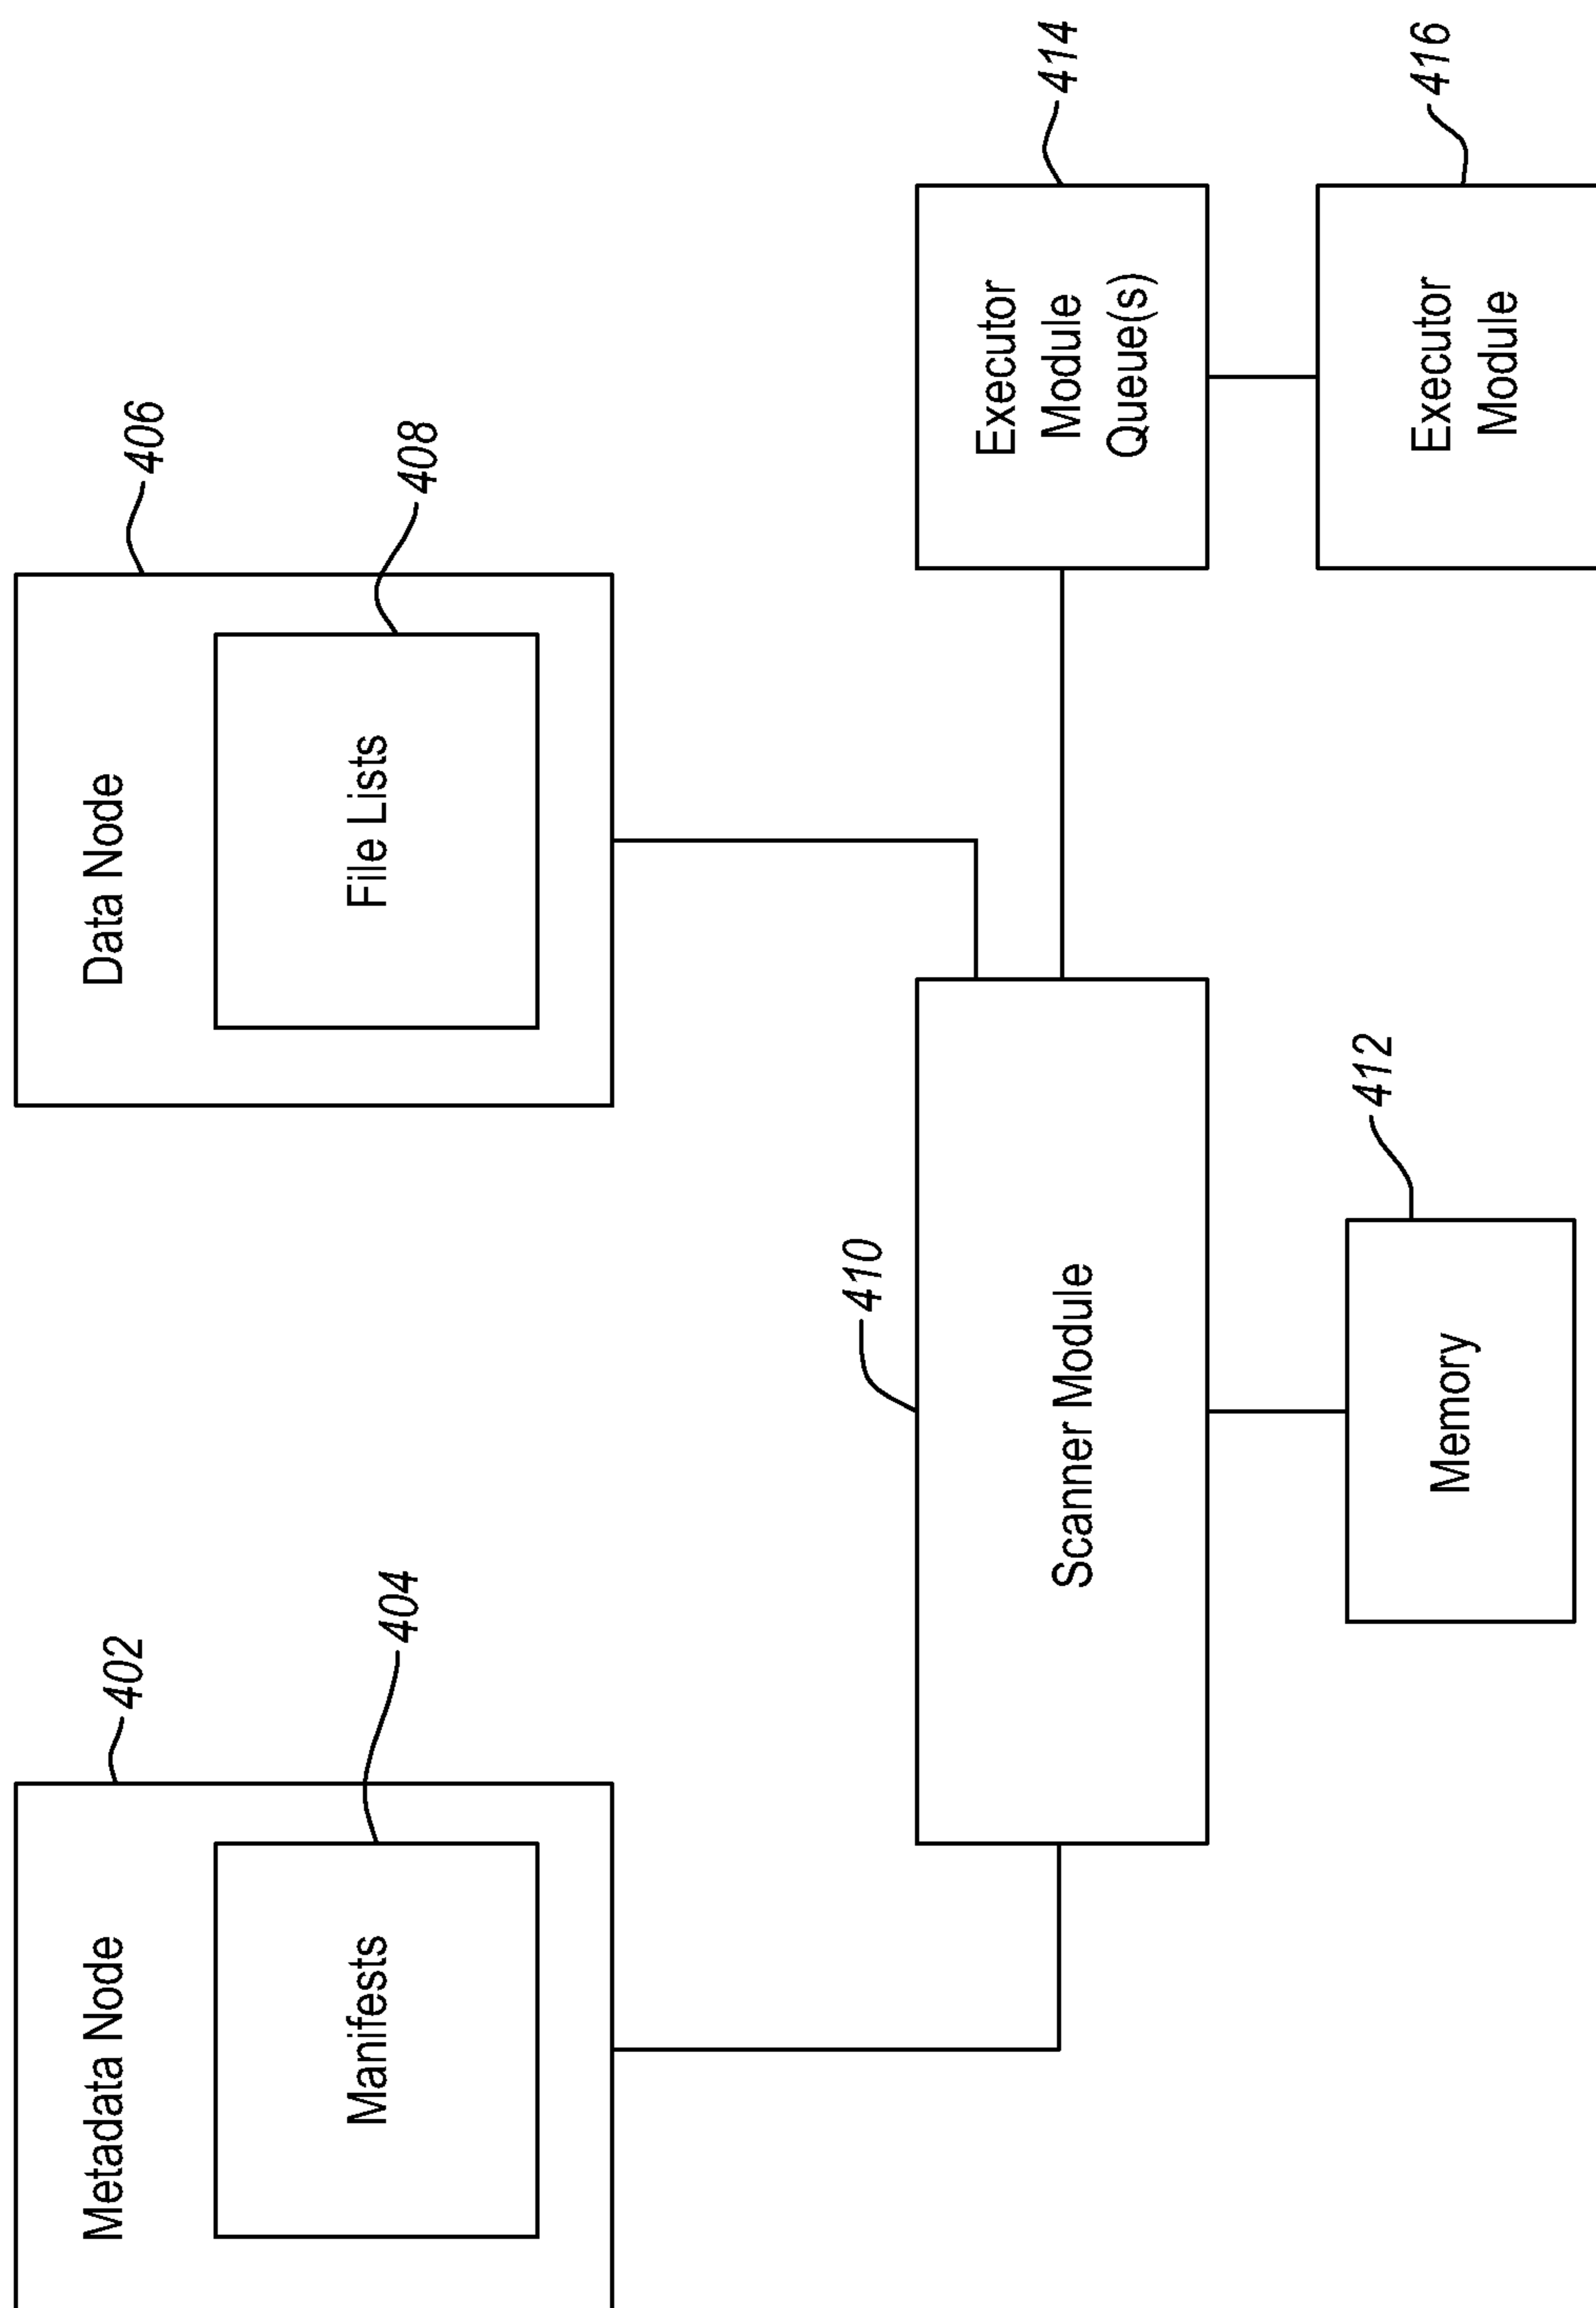 402
Metadata Node
404
Manifests
406
Data Node
408
File Lists
410
Scanner Module
412
Memory
414
Executor
Module
Queue(s)
416
Executor
Module